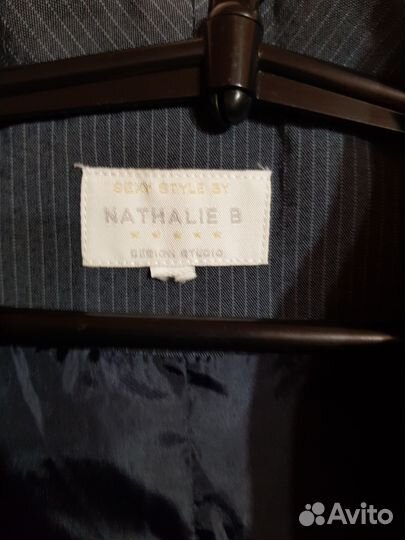 SEXY STYLE BY
NATHALIE B
DESIGN STUDIO
Avito